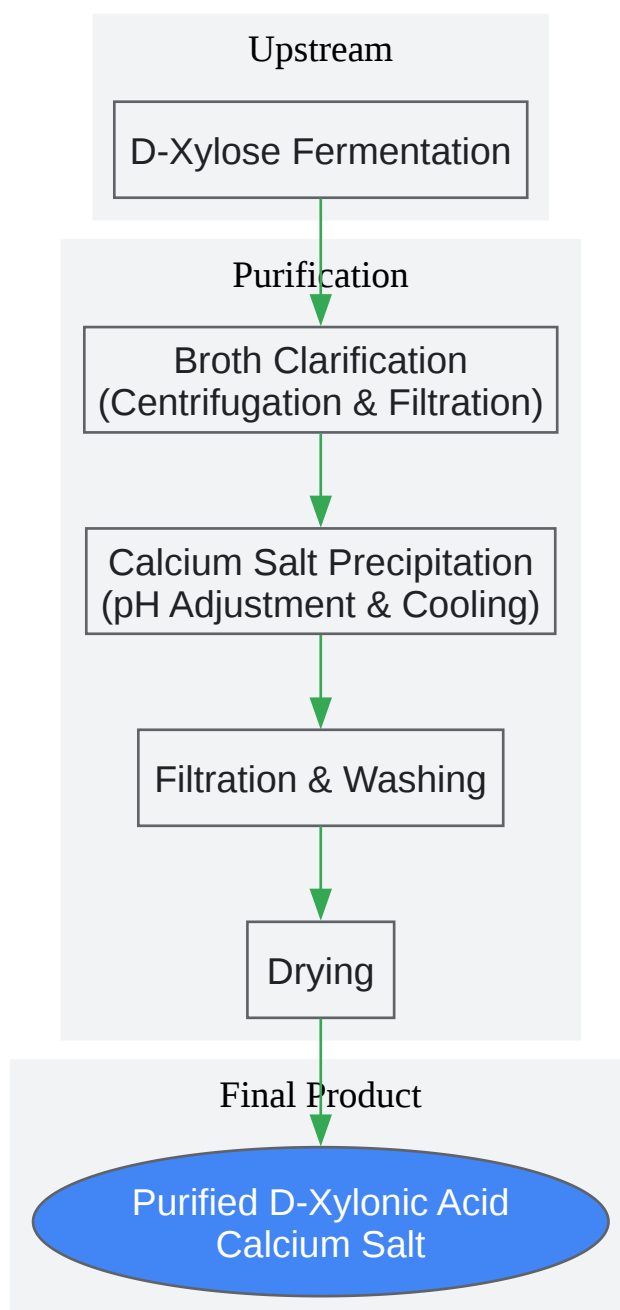 Upstream
D-Xylose Fermentation
Purification
Broth Clarification
(Centrifugation & Filtration)
Calcium Salt Precipitation
(pH Adjustment & Cooling)
Filtration & Washing
Drying
Final Product
Purified D-Xylonic Acid
Calcium Salt